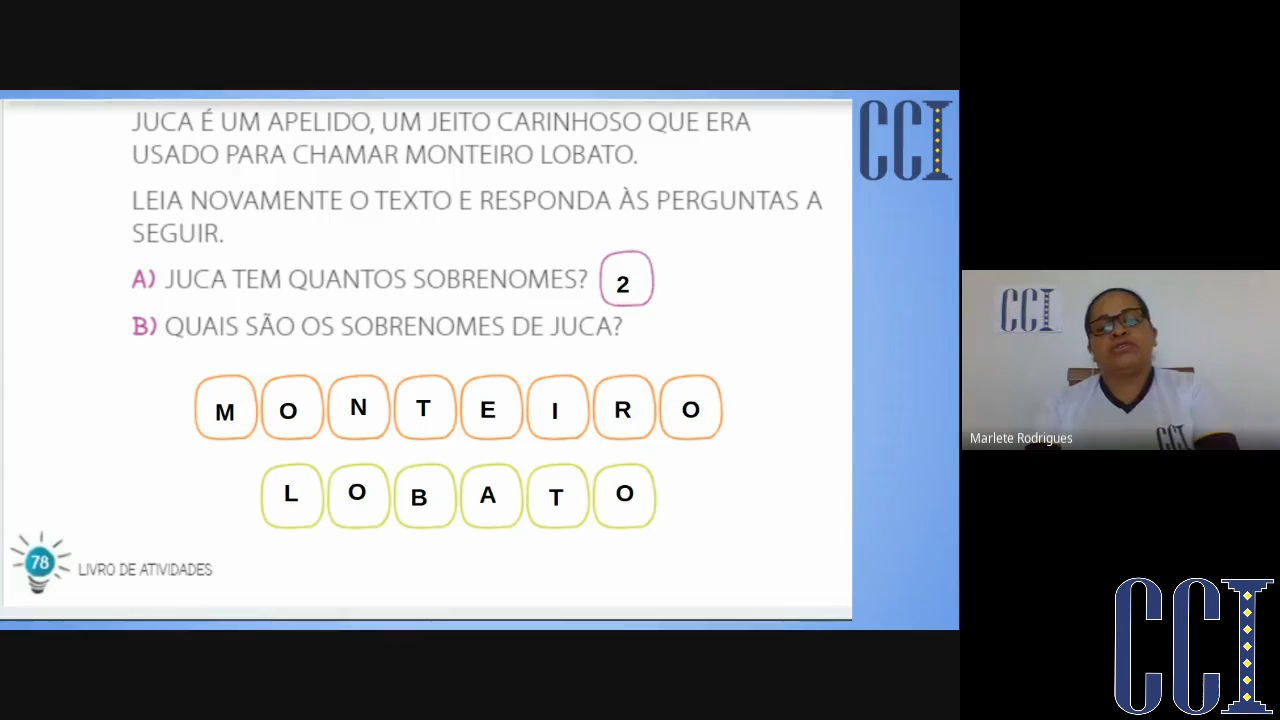 JUCA É UM APELIDO, UM JEITO CARINHOSO QUE ERA
USADO PARA CHAMAR MONTEIRO LOBATO.
LEIA NOVAMENTE O TEXTO E RESPONDA ÀS PERGUNTAS A
SEGUIR.
A) JUCA TEM QUANTOS SOBRENOMES? 2
B) QUAIS SÃO OS SOBRENOMES DE JUCA?
M O N T E I R O
L O B A T O
78 LIVRO DE ATIVIDADES
CCI
CCI
CCI
Marlete Rodrigues
CCI